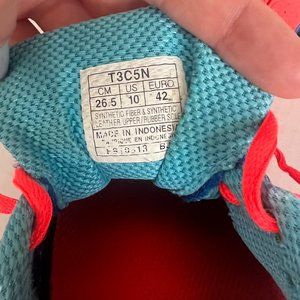 T3C5N
CM US EURO
26.5 10 42
SYNTHETIC FIBER & SYNTHETIC
LEATHER UPPER/RUBBER SOLE
MADE IN INDONESIA